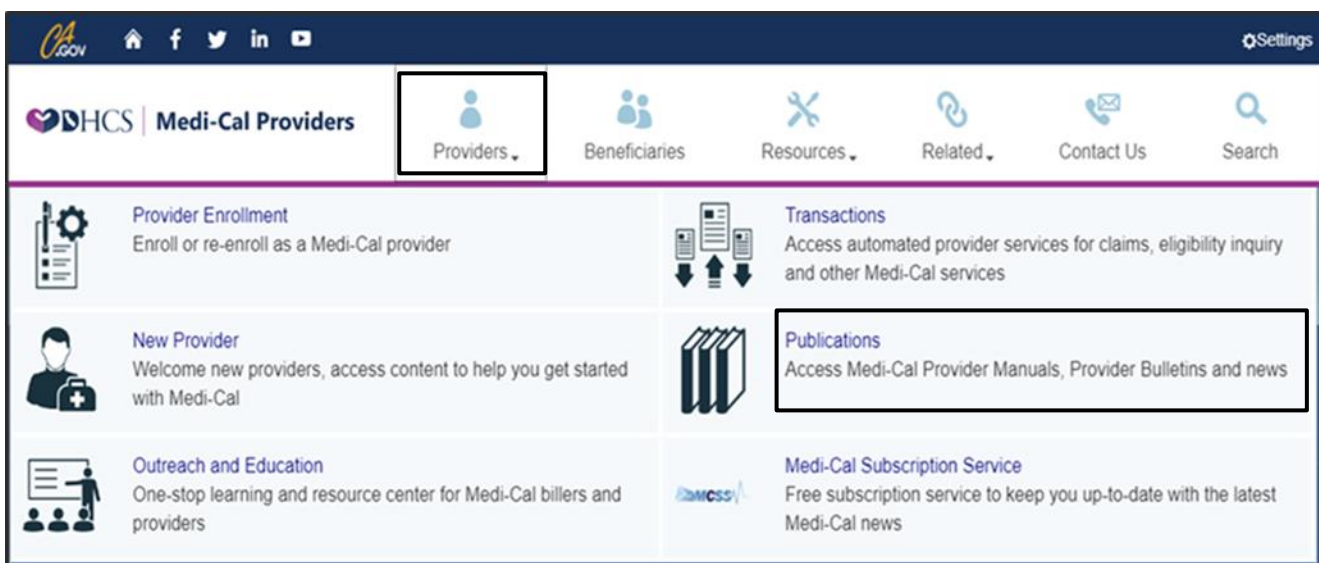 CA.GOV
Settings
DHCS Medi-Cal Providers
Providers
Beneficiaries
Resources
Related
Contact Us
Search
Provider Enrollment
Enroll or re-enroll as a Medi-Cal provider
Transactions
Access automated provider services for claims, eligibility inquiry
and other Medi-Cal services
New Provider
Welcome new providers, access content to help you get started
with Medi-Cal
Publications
Access Medi-Cal Provider Manuals, Provider Bulletins and news
Outreach and Education
One-stop learning and resource center for Medi-Cal billers and
providers
MCSS
Medi-Cal Subscription Service
Free subscription service to keep you up-to-date with the latest
Medi-Cal news